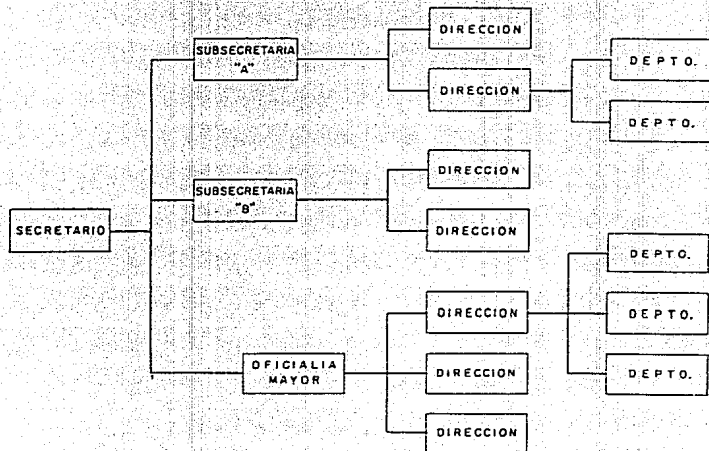 DIRECCION
SUBSECRETARIA
"A"
DEPTO.
DIRECCION
DEPTO.
DIRECCION
SUBSECRETARIA
"B"
DIRECCION
SECRETARIO
DEPTO.
DIRECCION
DEPTO.
OFICIALIA
MAYOR
DIRECCION
DEPTO.
DIRECCION